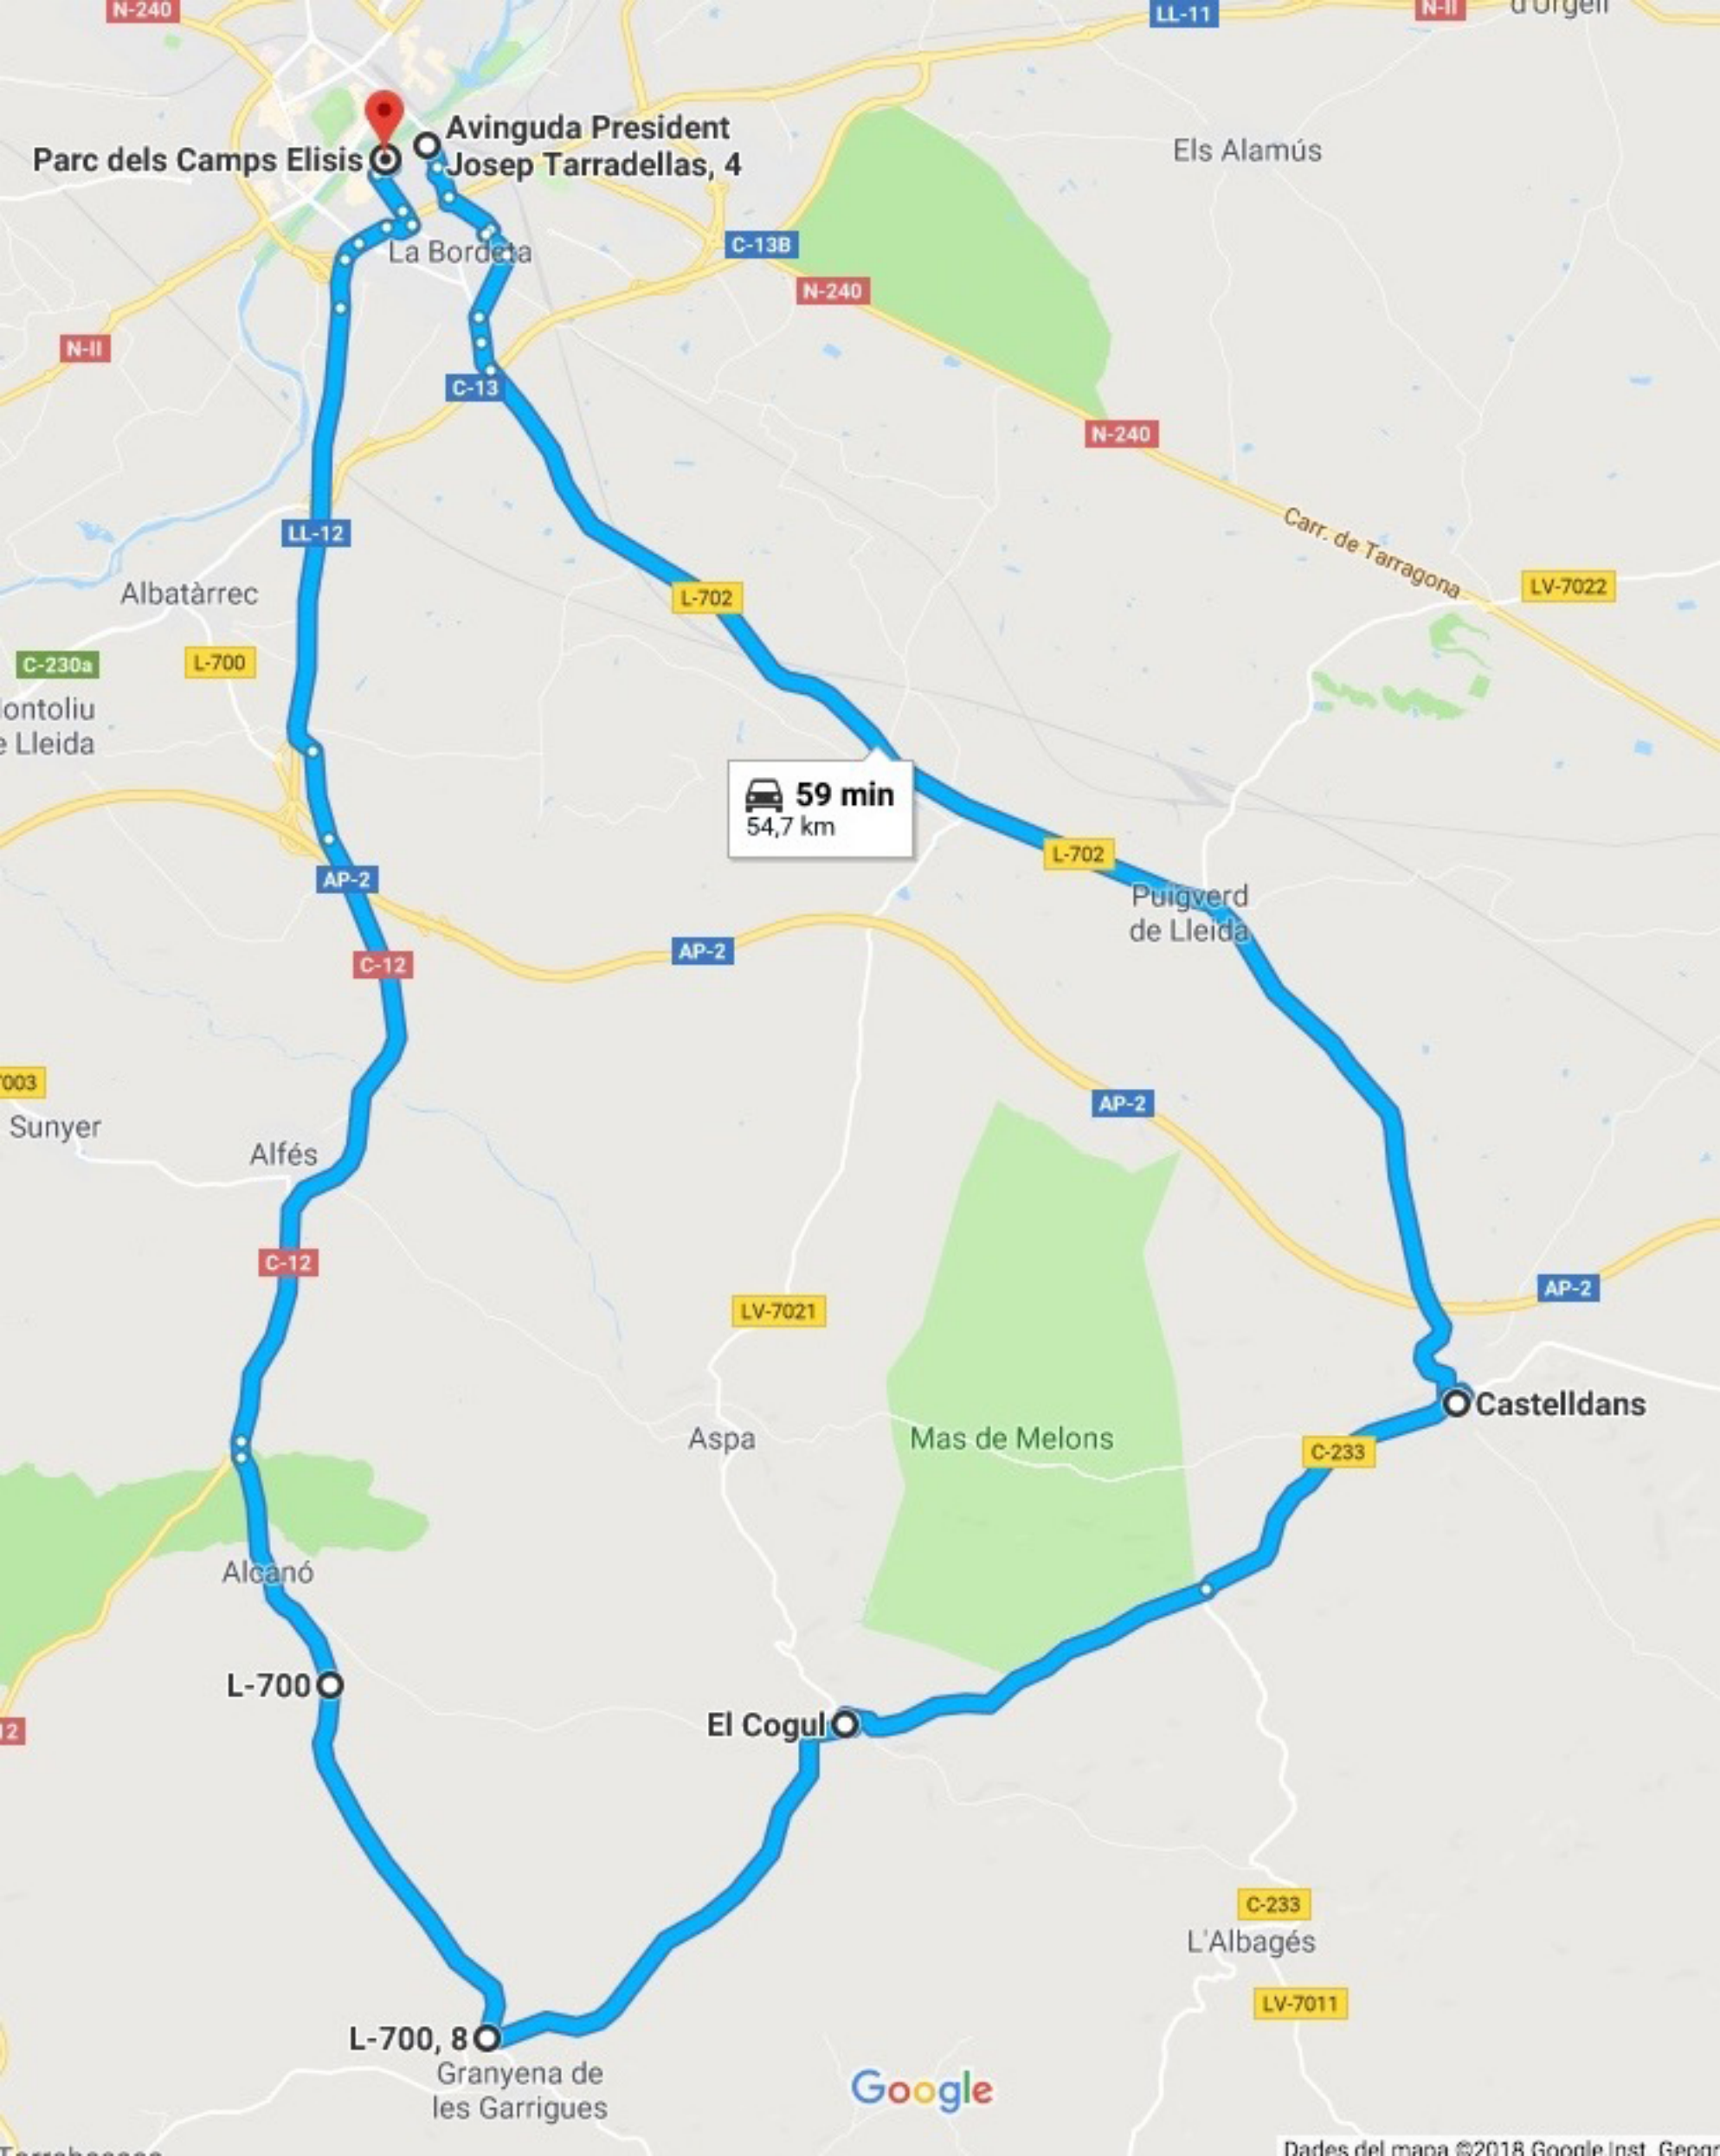 N-240
LL-11
N-II
d'Urgell
Avinguda President
Josep Tarradellas, 4
Parc dels Camps Elisis
Els Alamús
La Bordeta
C-13B
N-240
N-II
C-13
N-240
LL-12
Carr. de Tarragona
LV-7022
Albatàrrec
L-702
C-230a
L-700
ontoliu
e Lleida
59 min
54,7 km
L-702
AP-2
Puigverd
de Lleida
AP-2
C-12
7003
AP-2
Sunyer
Alfés
C-12
AP-2
LV-7021
Castelldans
Aspa
Mas de Melons
C-233
Alcanó
L-700
El Cogul
12
C-233
L'Albagés
LV-7011
L-700, 8
Granyena de
les Garrigues
Google
Dades del mapa ©2018 Google, Inst. Geogr